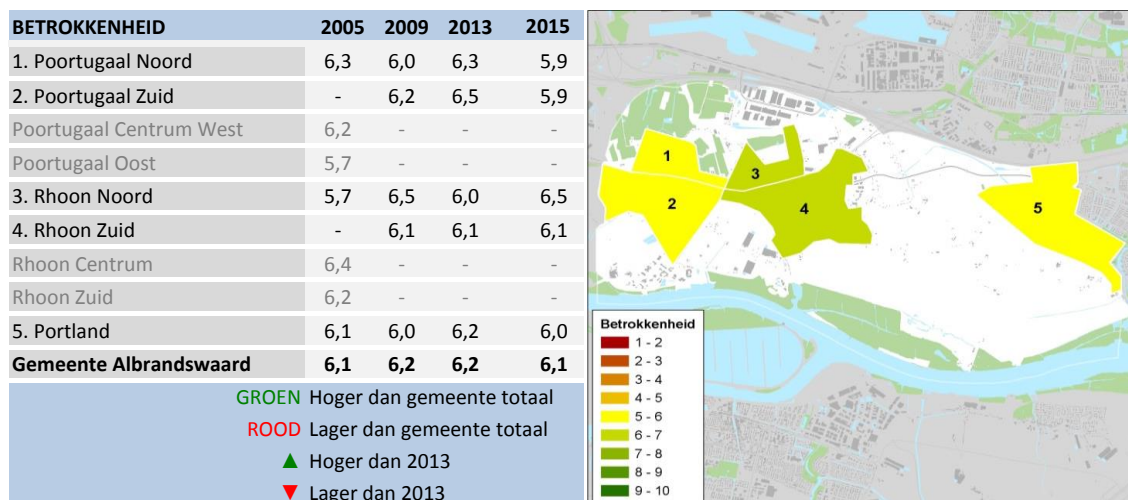 BETROKKENHEID 2005 2009 2013 2015
1. Poortugaal Noord 6,3 6,0 6,3 5,9
2. Poortugaal Zuid - 6,2 6,5 5,9
Poortugaal Centrum West 6,2 - - -
Poortugaal Oost 5,7 - - -
3. Rhoon Noord 5,7 6,5 6,0 6,5
4. Rhoon Zuid - 6,1 6,1 6,1
Rhoon Centrum 6,4 - - -
Rhoon Zuid 6,2 - - -
5. Portland 6,1 6,0 6,2 6,0
Gemeente Albrandswaard 6,1 6,2 6,2 6,1
GROEN Hoger dan gemeente totaal
ROOD Lager dan gemeente totaal
▲ Hoger dan 2013
▼ Lager dan 2013
1
2
3
4
5
Betrokkenheid
1 - 2
2 - 3
3 - 4
4 - 5
5 - 6
6 - 7
7 - 8
8 - 9
9 - 10